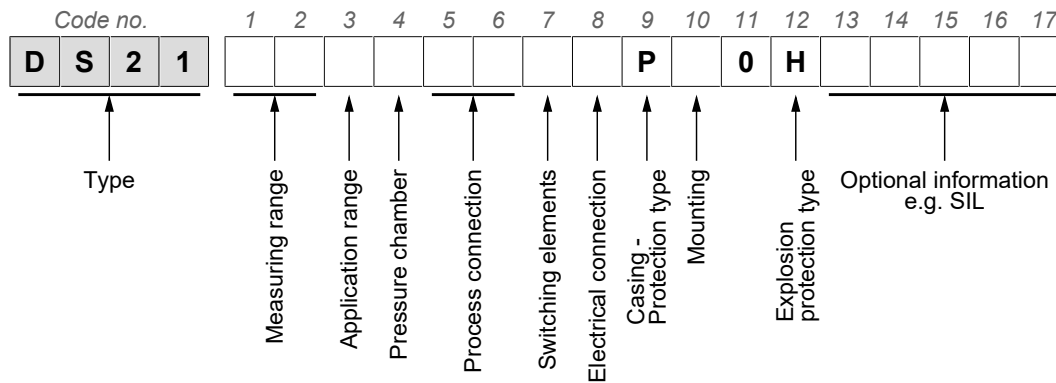 Code no. 1 2 3 4 5 6 7 8 9 10 11 12 13 14 15 16 17
D S 2 1 P 0 H
Type
Measuring range
Application range
Pressure chamber
Process connection
Switching elements
Electrical connection
Casing -
Protection type
Mounting
Explosion
protection type
Optional information
e.g. SIL